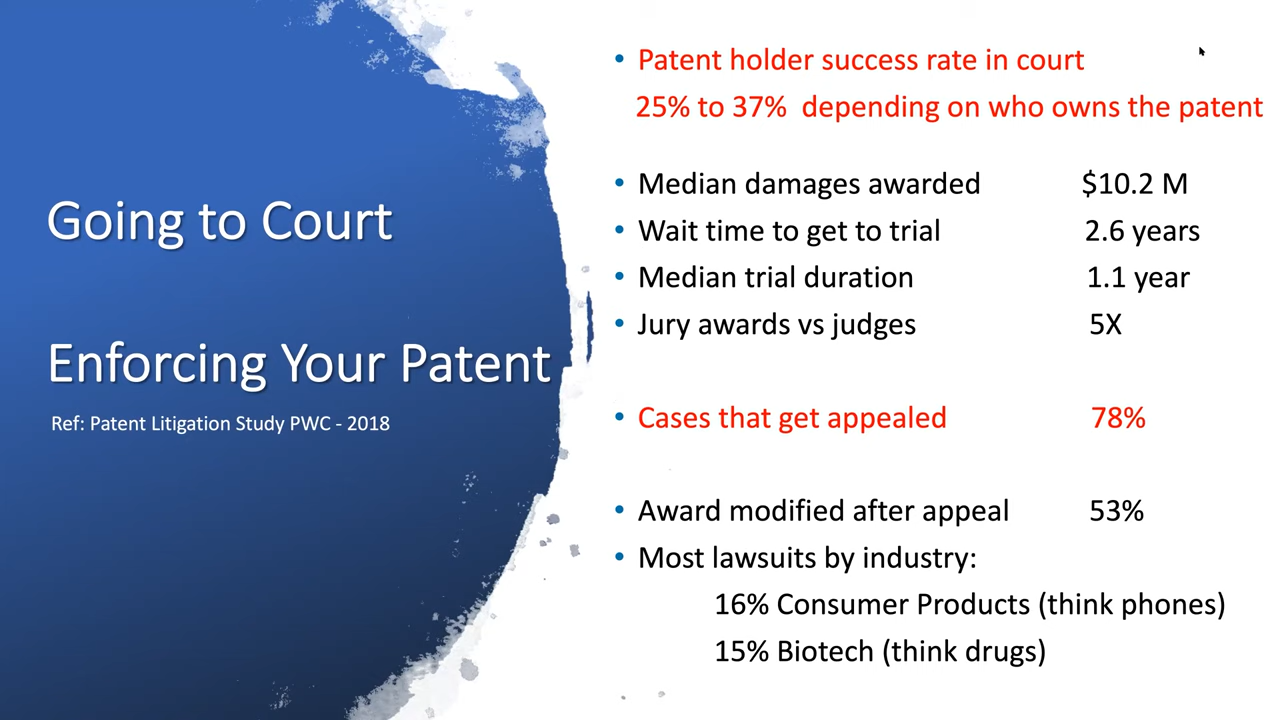 Going to Court
Enforcing Your Patent
Ref: Patent Litigation Study PWC - 2018
• Patent holder success rate in court
25% to 37% depending on who owns the patent
• Median damages awarded $10.2 M
• Wait time to get to trial 2.6 years
• Median trial duration 1.1 year
• Jury awards vs judges 5X
• Cases that get appealed 78%
• Award modified after appeal 53%
• Most lawsuits by industry:
16% Consumer Products (think phones)
15% Biotech (think drugs)